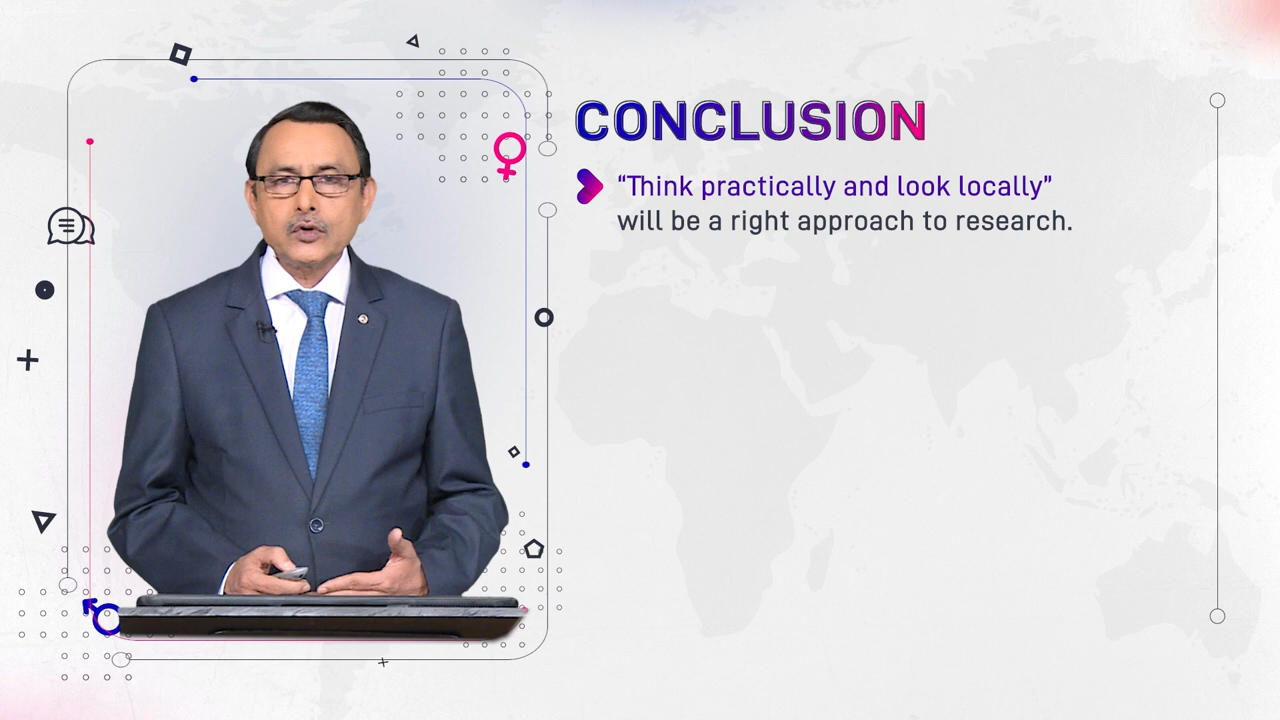 CONCLUSION
“Think practically and look locally”
will be a right approach to research.